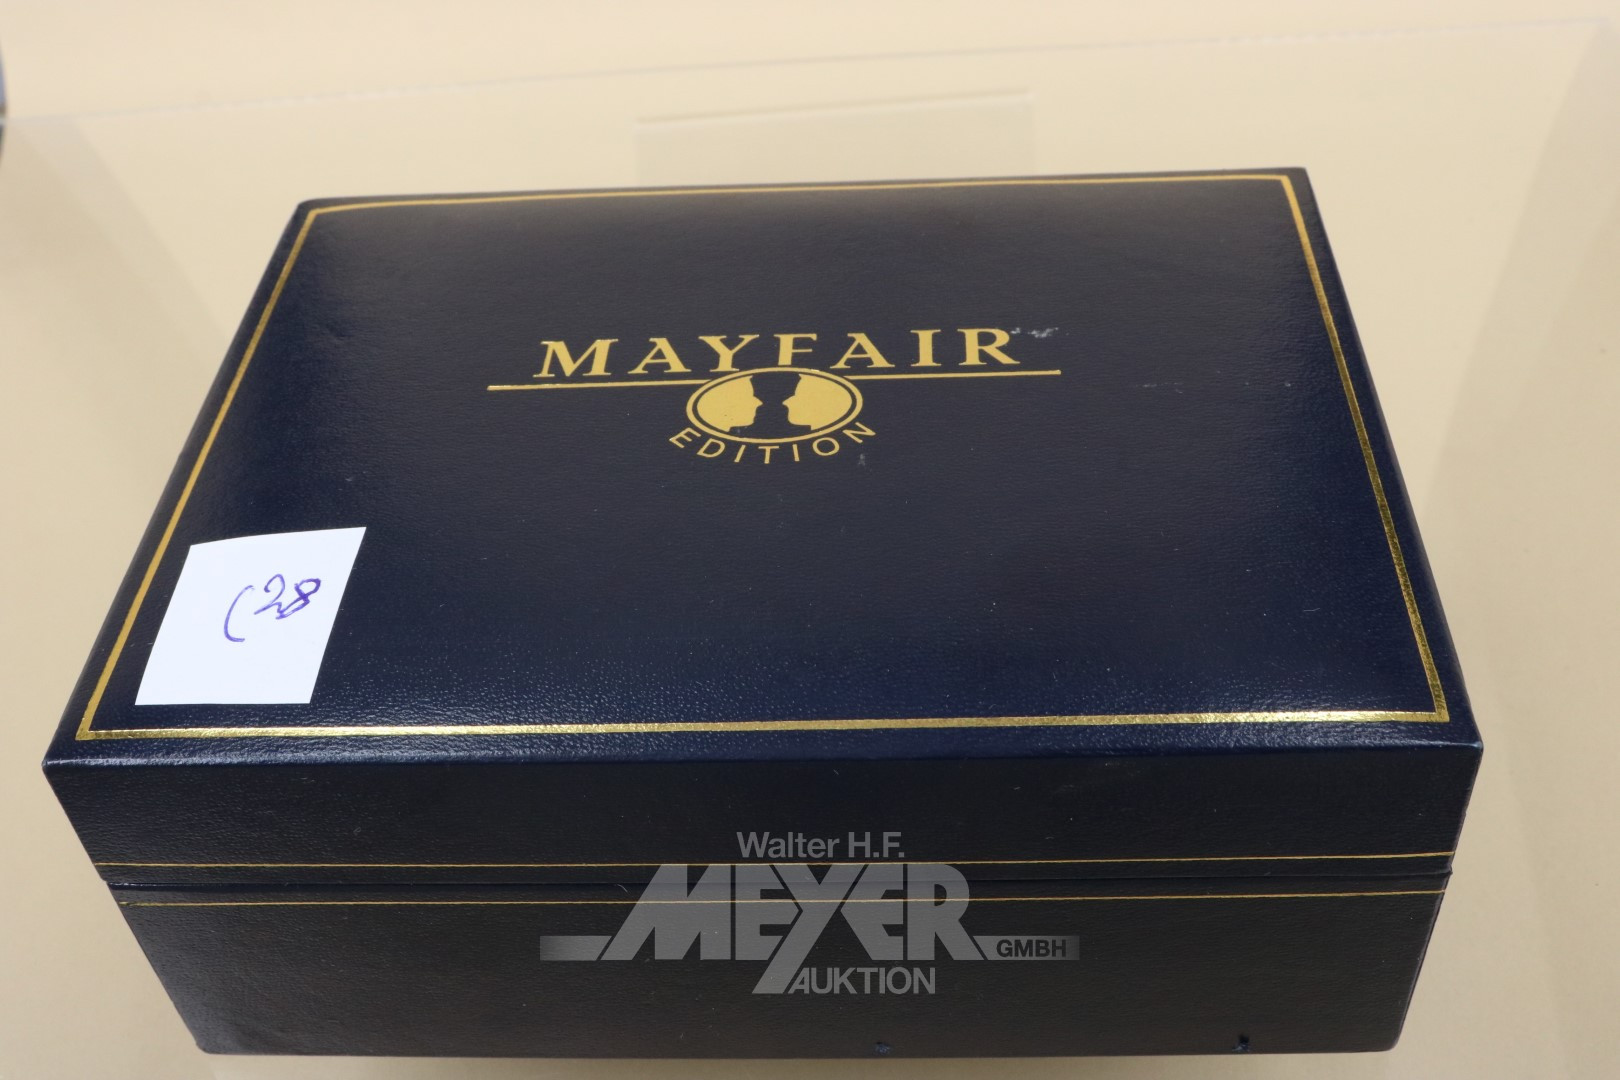 MAYFAIR
EDITION
C28
Walter H.F.
MEYER
GMBH
AUKTION